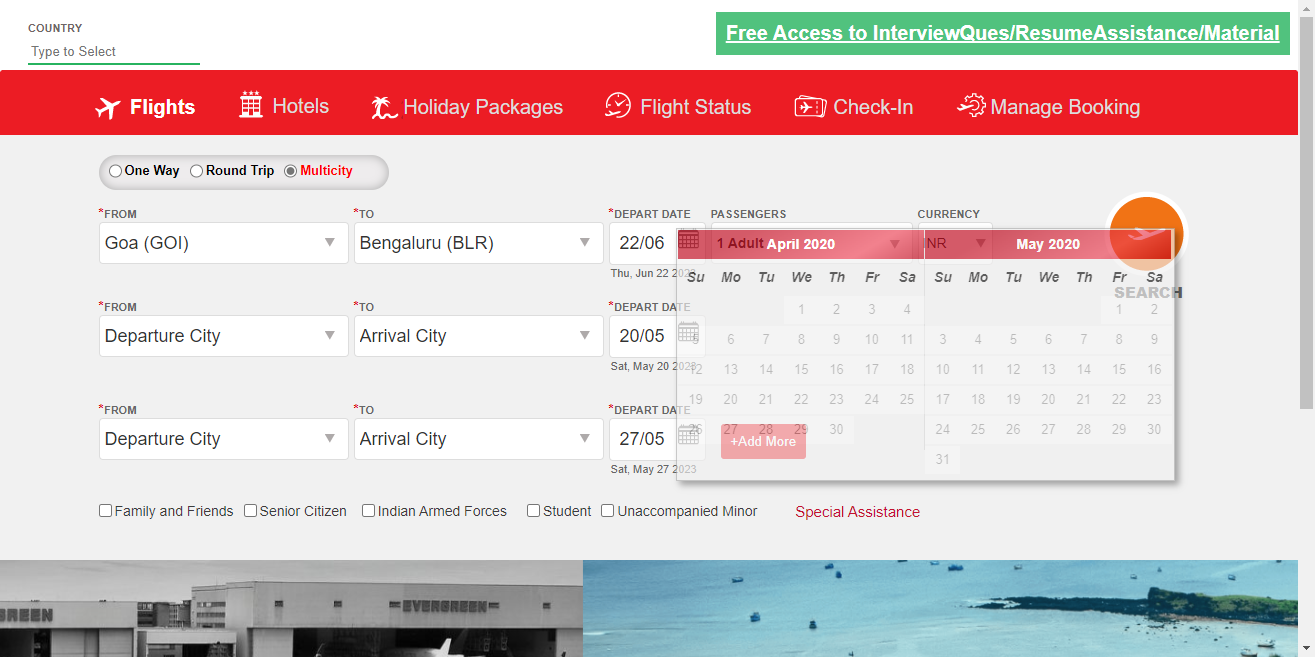 COUNTRY
Type to Select
Free Access to InterviewQues/ResumeAssistance/Material
Flights Hotels Holiday Packages Flight Status Check-In Manage Booking
One Way Round Trip Multicity
*FROM *TO *DEPART DATE PASSENGERS CURRENCY
Goa (GOI) Bengaluru (BLR) 22/06 1 Adult INR
April 2020 May 2020
Thu, Jun 22 2023
SEARCH
Su Mo Tu We Th Fr Sa Su Mo Tu We Th Fr Sa
1 2 3 4 1 2
5 6 7 8 9 10 11 3 4 5 6 7 8 9
12 13 14 15 16 17 18 10 11 12 13 14 15 16
19 20 21 22 23 24 25 17 18 19 20 21 22 23
26 27 28 29 30 24 25 26 27 28 29 30
31
*FROM *TO *DEPART DATE
Departure City Arrival City 20/05
Sat, May 20 2023
*FROM *TO *DEPART DATE
Departure City Arrival City 27/05
Sat, May 27 2023
+Add More
Family and Friends Senior Citizen Indian Armed Forces Student Unaccompanied Minor Special Assistance
EVERGREEN